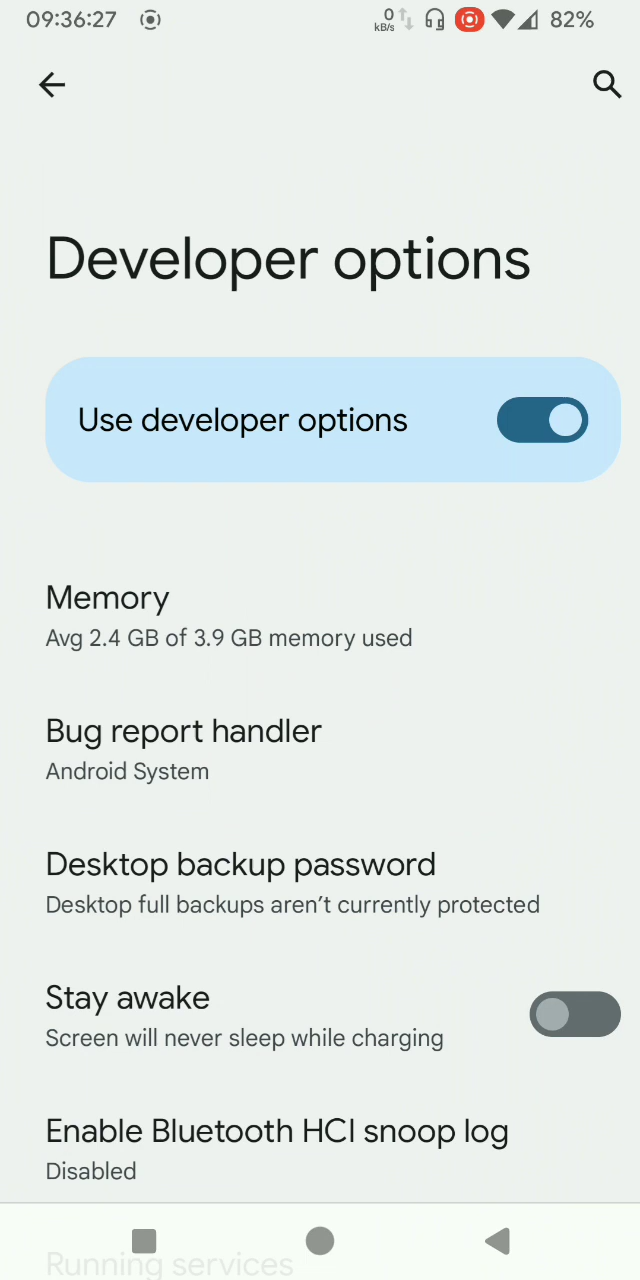 09:36:27
0
kB/s
82%
Developer options
Use developer options
Memory
Avg 2.4 GB of 3.9 GB memory used
Bug report handler
Android System
Desktop backup password
Desktop full backups aren’t currently protected
Stay awake
Screen will never sleep while charging
Enable Bluetooth HCI snoop log
Disabled
Running services